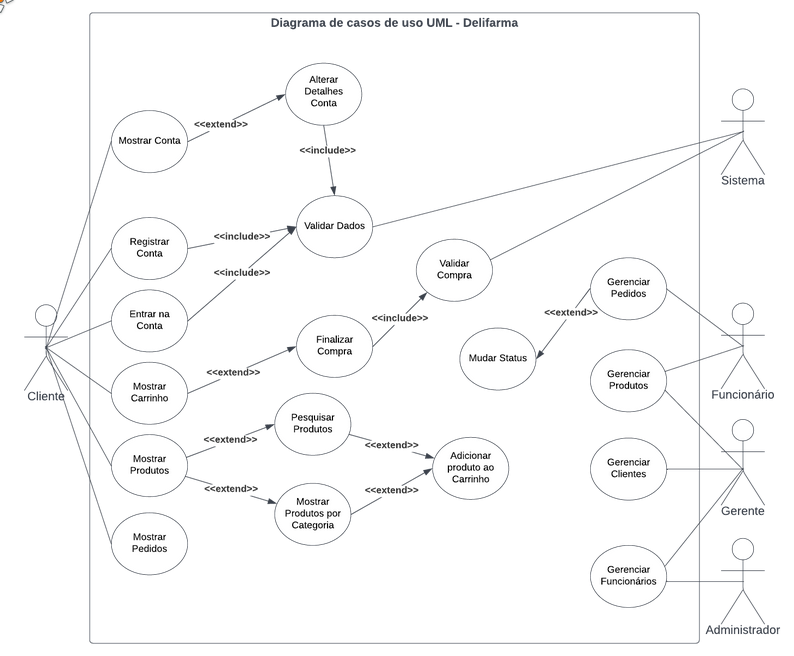 Diagrama de casos de uso UML - Delifarma
Alterar
Detalhes
Conta
<<extend>>
Mostrar Conta
<<include>>
Sistema
Registrar
Conta
<<include>>
Validar Dados
<<include>>
Validar
Compra
Gerenciar
Pedidos
<<extend>>
Entrar na
Conta
<<include>>
Finalizar
Compra
Mudar Status
<<extend>>
Gerenciar
Produtos
Funcionário
Cliente
Mostrar
Carrinho
Pesquisar
Produtos
<<extend>>
<<extend>>
Mostrar
Produtos
Adicionar
produto ao
Carrinho
Gerenciar
Clientes
<<extend>>
<<extend>>
Mostrar
Produtos por
Categoria
Gerente
Mostrar
Pedidos
Gerenciar
Funcionários
Administrador